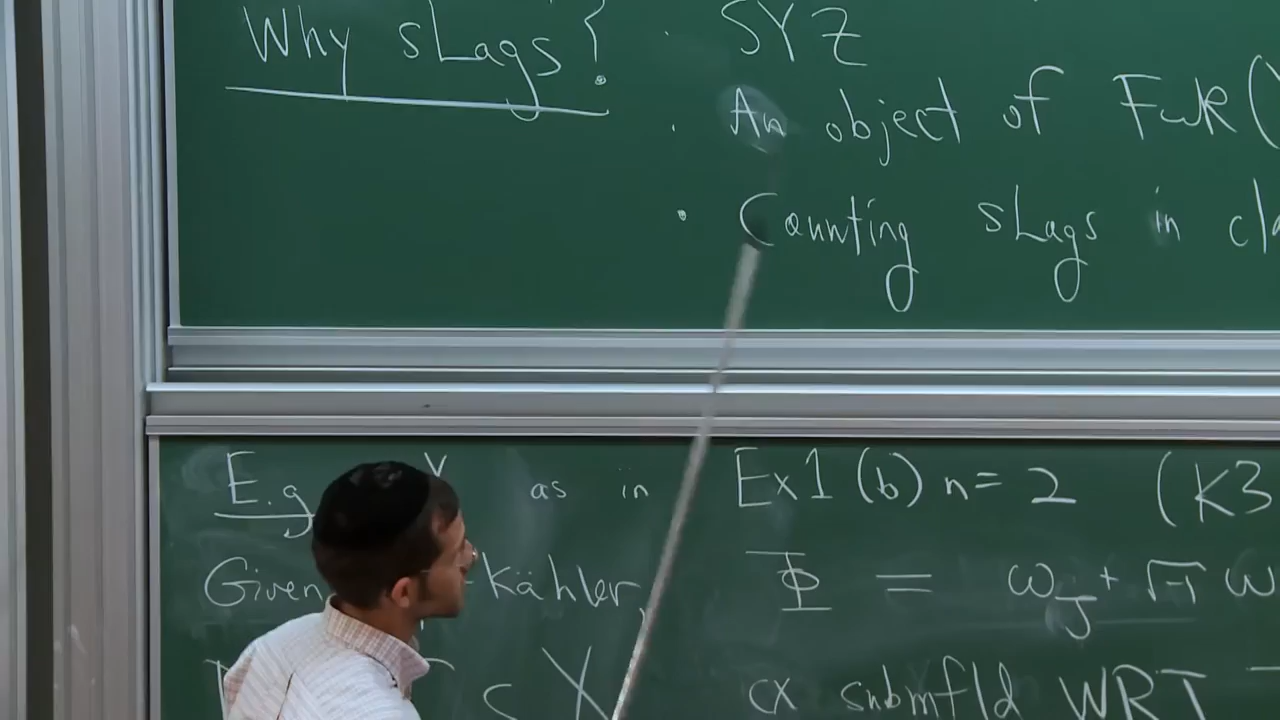 Why sLags? · SYZ
· An object of FwR(
· Counting sLags in cla
E.g as in Ex1 (b) n = 2 (K3
Given -kähler, Φ = ω_J + √-1 ω
⊂ X cx submfld WRT